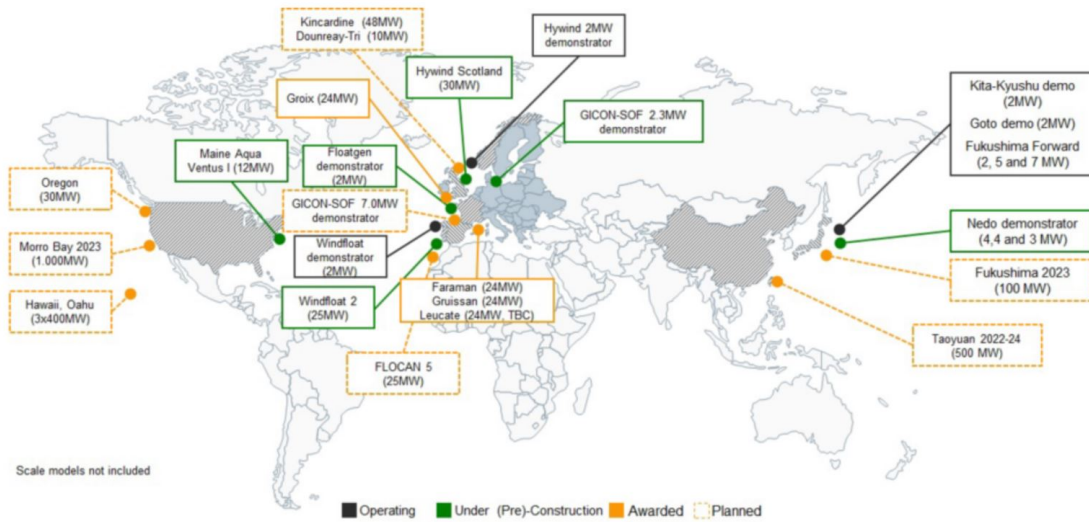 Kincardine (48MW)
Dounreay-Tri (10MW)
Hywind 2MW
demonstrator
Hywind Scotland
(30MW)
Kita-Kyushu demo
(2MW)
Goto demo (2MW)
Fukushima Forward
(2, 5 and 7 MW)
Groix (24MW)
GICON-SOF 2.3MW
demonstrator
Maine Aqua
Ventus I (12MW)
Floatgen
demonstrator
(2MW)
Oregon
(30MW)
GICON-SOF 7.0MW
demonstrator
Morro Bay 2023
(1.000MW)
Windfloat
demonstrator
(2MW)
Nedo demonstrator
(4,4 and 3 MW)
Fukushima 2023
(100 MW)
Hawaii, Oahu
(3x400MW)
Windfloat 2
(25MW)
Faraman (24MW)
Gruissan (24MW)
Leucate (24MW, TBC)
Taoyuan 2022-24
(500 MW)
FLOCAN 5
(25MW)
Scale models not included
Operating
Under (Pre)-Construction
Awarded
Planned